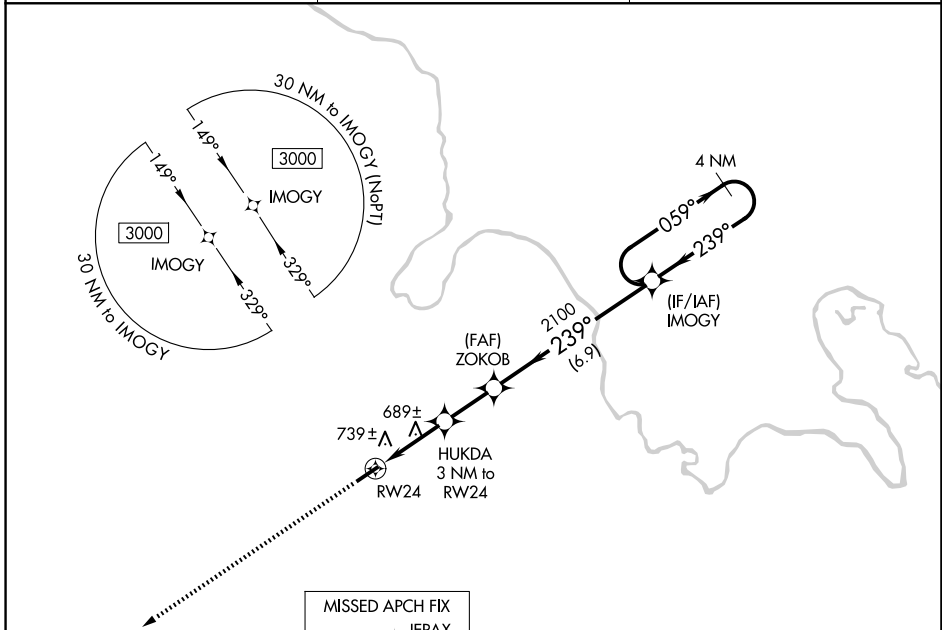 30 NM to IMOGY (NoPT)
149°
3000
IMOGY
329°
149°
3000
IMOGY
329°
30 NM to IMOGY
4 NM
059°
239°
(IF/IAF)
IMOGY
2100
239°
(6.9)
(FAF)
ZOKOB
689±
739±
HUKDA
3 NM to
RW24
RW24
MISSED APCH FIX